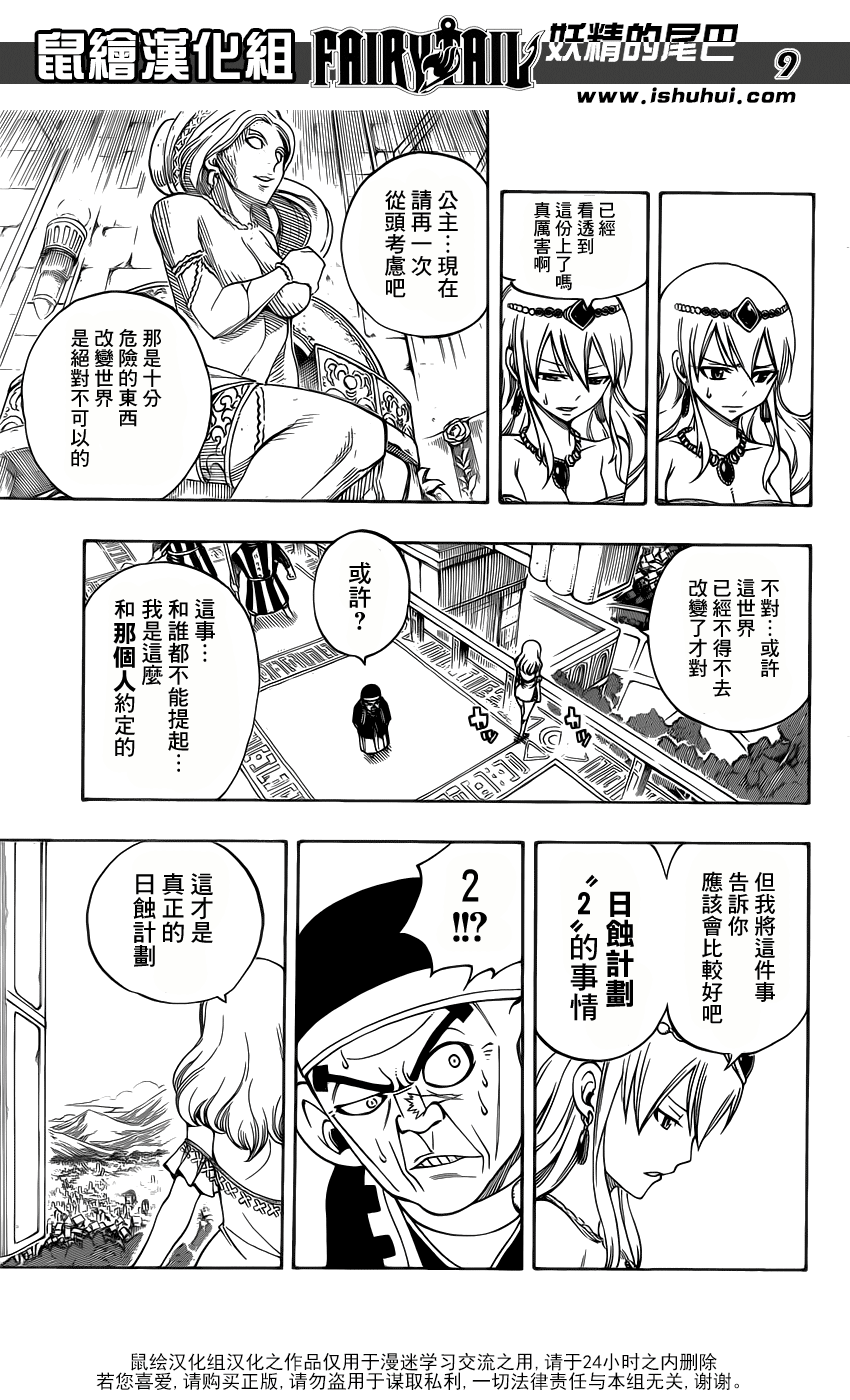 鼠繪漢化組
FAIRY TAIL
妖精的尾巴
9
www.ishuhui.com
已經
看透到
這份上了嗎
真厲害啊
公主…現在
請再一次
從頭考慮吧
那是十分
危險的東西
改變世界
是絕對不可以的
不對…或許
這世界
已經不得不去
改變了才對
或許?
這事…
和誰都不能提起…
我是這麼
和那個人約定的
但我將這件事
告訴你
應該會比較好吧
日蝕計劃
〝2〞的事情
2
!!?
這才是
真正的
日蝕計劃
鼠绘汉化组汉化之作品仅用于漫迷学习交流之用,请于24小时之内删除
若您喜爱,请购买正版,请勿盗用于谋取私利,一切法律责任与本组无关,谢谢。